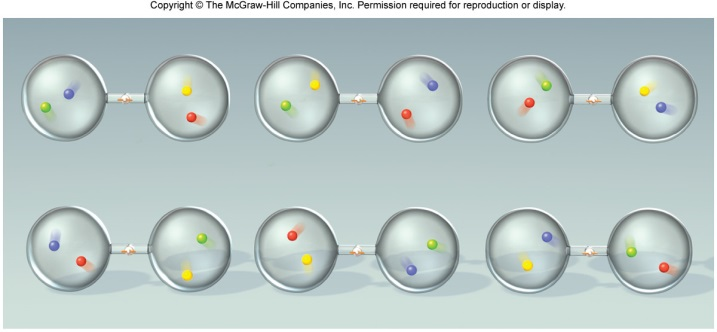 Copyright © The McGraw-Hill Companies, Inc. Permission required for reproduction or display.